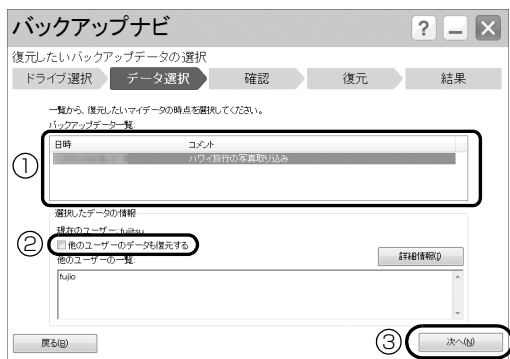 バックアップナビ
?
復元したいバックアップデータの選択
ドライブ選択 データ選択 確認 復元 結果
一覧から、復元したいマイデータの時点を選択してください。
バックアップデータ一覧:
日時 コメント
① ハワイ旅行の写真取り込み
選択したデータの情報
現在のユーザー: fujitsu
② 他のユーザーのデータも復元する
他のユーザーの一覧: 詳細情報(I)
fujio
戻る(B) ③ 次へ(N)